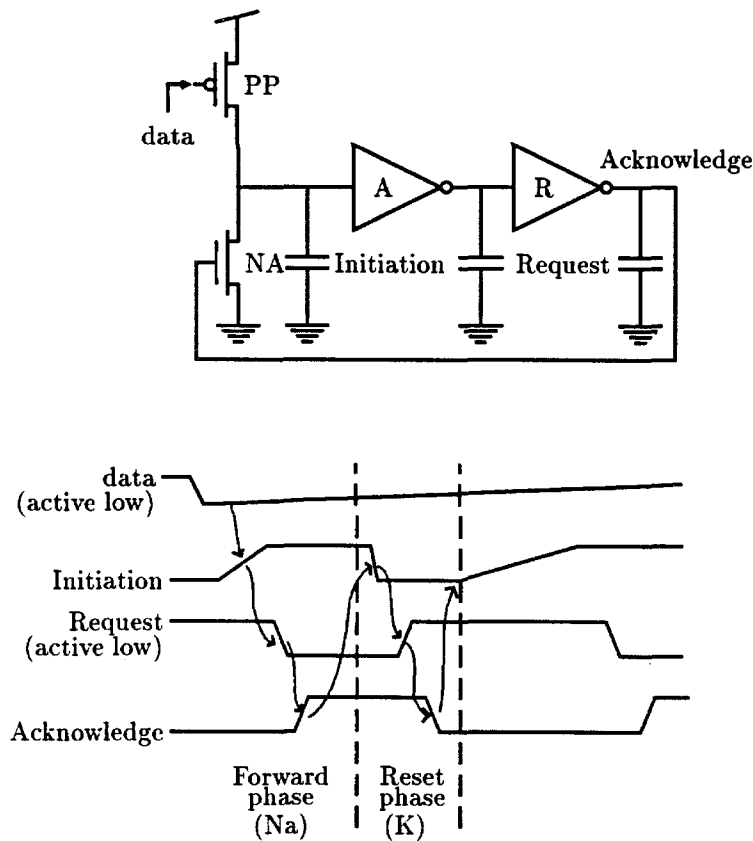 PP
data
Acknowledge
A
R
NA
Initiation
Request
data
(active low)
Initiation
Request
(active low)
Acknowledge
Forward
phase
(Na)
Reset
phase
(K)